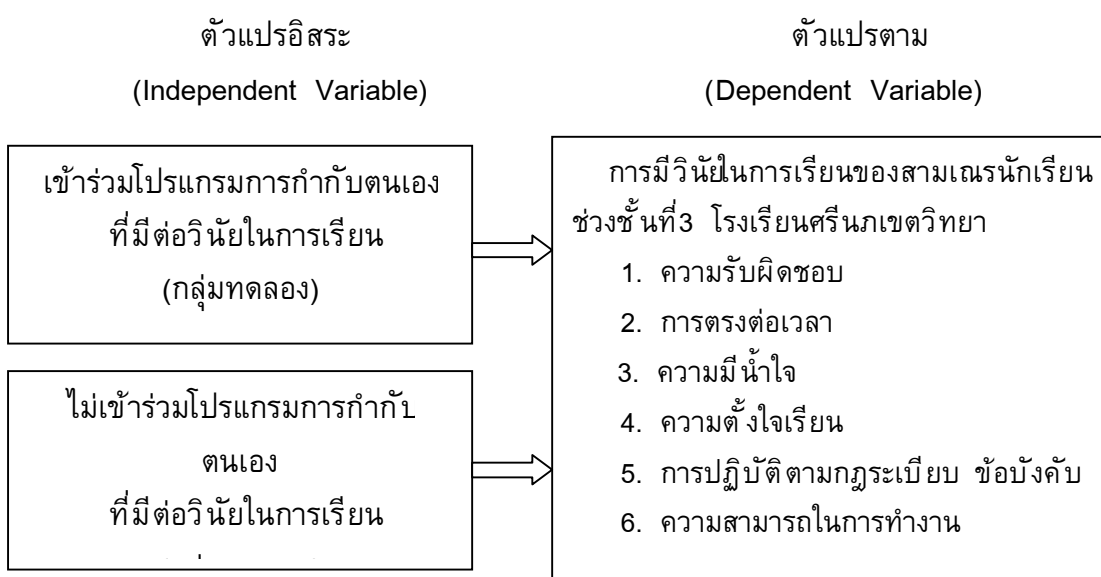 ตัวแปรอิสระ
(Independent Variable)
เข้าร่วมโปรแกรมการกำกับตนเอง
ที่มีต่อวินัยในการเรียน
(กลุ่มทดลอง)
ไม่เข้าร่วมโปรแกรมการกำกับ
ตนเอง
ที่มีต่อวินัยในการเรียน
ตัวแปรตาม
(Dependent Variable)
การมีวินัยในการเรียนของสามเณรนักเรียน
ช่วงชั้นที่3 โรงเรียนศรีนภเขตวิทยา
1. ความรับผิดชอบ
2. การตรงต่อเวลา
3. ความมีน้ำใจ
4. ความตั้งใจเรียน
5. การปฏิบัติตามกฎระเบียบ ข้อบังคับ
6. ความสามารถในการทำงาน